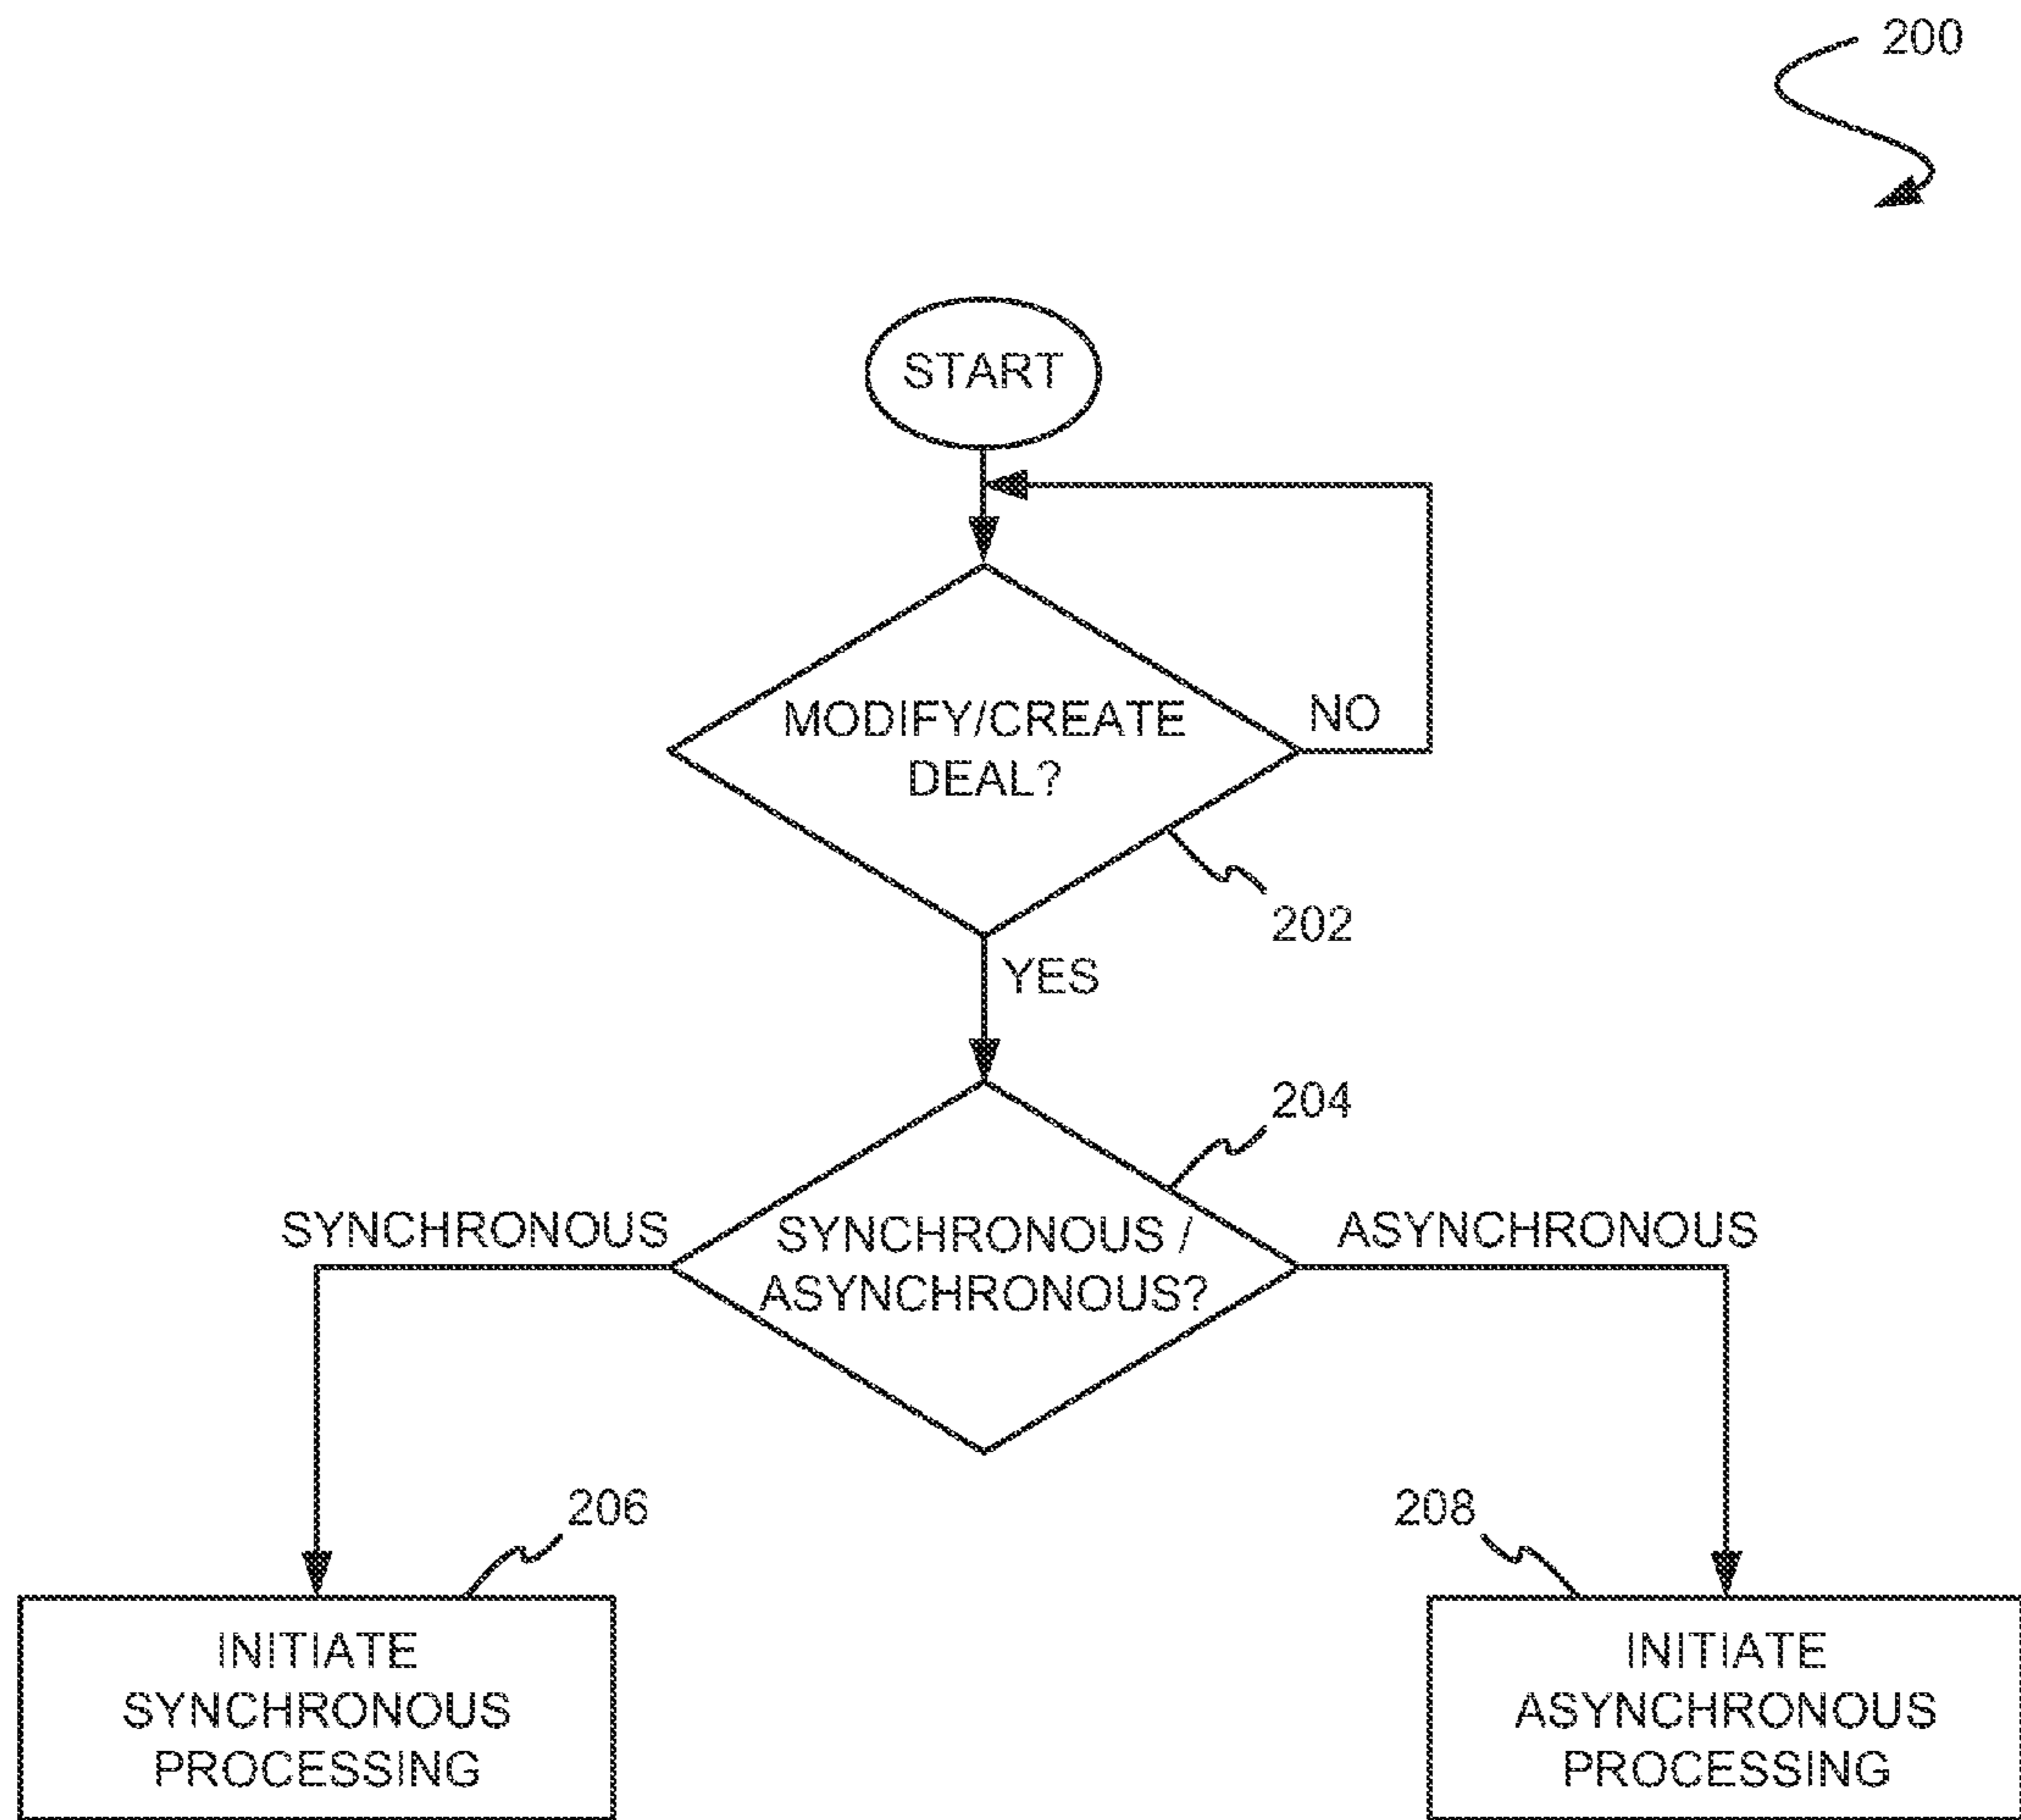 200
START
MODIFY/CREATE
DEAL?
NO
202
YES
204
SYNCHRONOUS
SYNCHRONOUS /
ASYNCHRONOUS?
ASYNCHRONOUS
206
208
INITIATE
SYNCHRONOUS
PROCESSING
INITIATE
ASYNCHRONOUS
PROCESSING